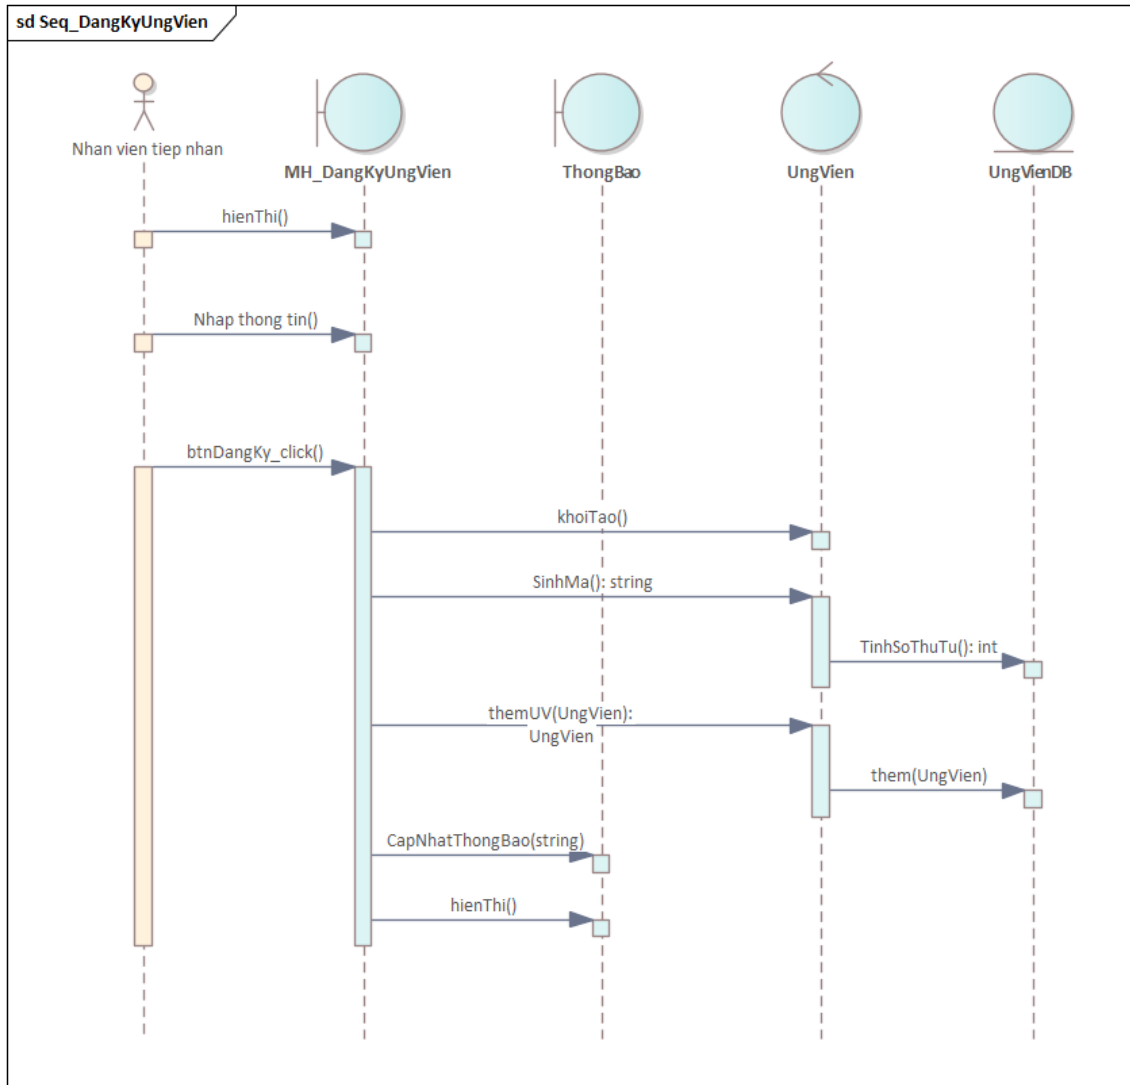 sd Seq_DangKyUngVien
Nhan vien tiep nhan
MH_DangKyUngVien
ThongBao
UngVien
UngVienDB
hienThi()
Nhap thong tin()
btnDangKy_click()
khoiTao()
SinhMa(): string
TinhSoThuTu(): int
themUV(UngVien):
UngVien
them(UngVien)
CapNhatThongBao(string)
hienThi()